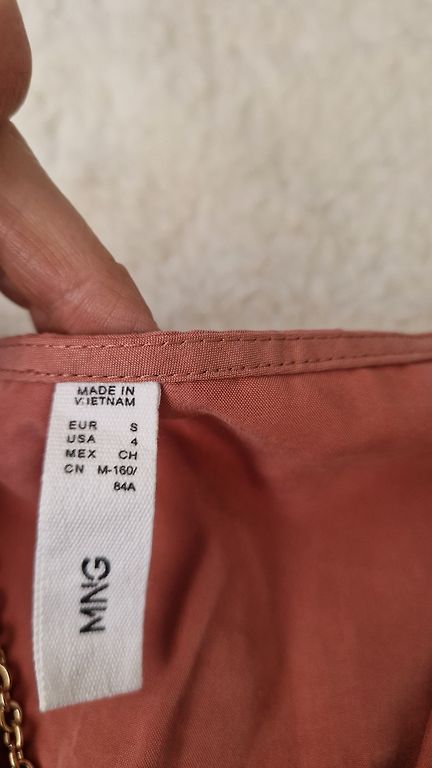 MADE IN
VIETNAM
EUR S
USA 4
MEX CH
CN M-160/
84A
MNG